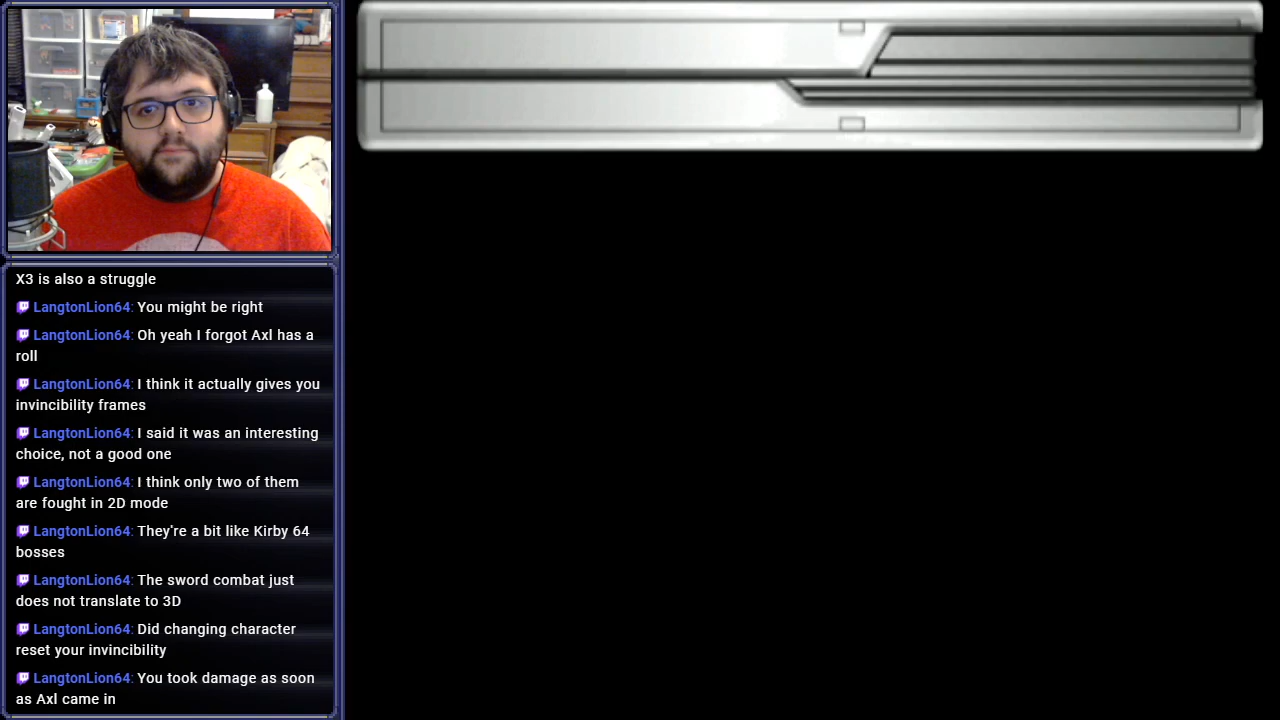 X3 is also a struggle
LangtonLion64: You might be right
LangtonLion64: Oh yeah I forgot Axl has a
roll
LangtonLion64: I think it actually gives you
invincibility frames
LangtonLion64: I said it was an interesting
choice, not a good one
LangtonLion64: I think only two of them
are fought in 2D mode
LangtonLion64: They're a bit like Kirby 64
bosses
LangtonLion64: The sword combat just
does not translate to 3D
LangtonLion64: Did changing character
reset your invincibility
LangtonLion64: You took damage as soon
as Axl came in